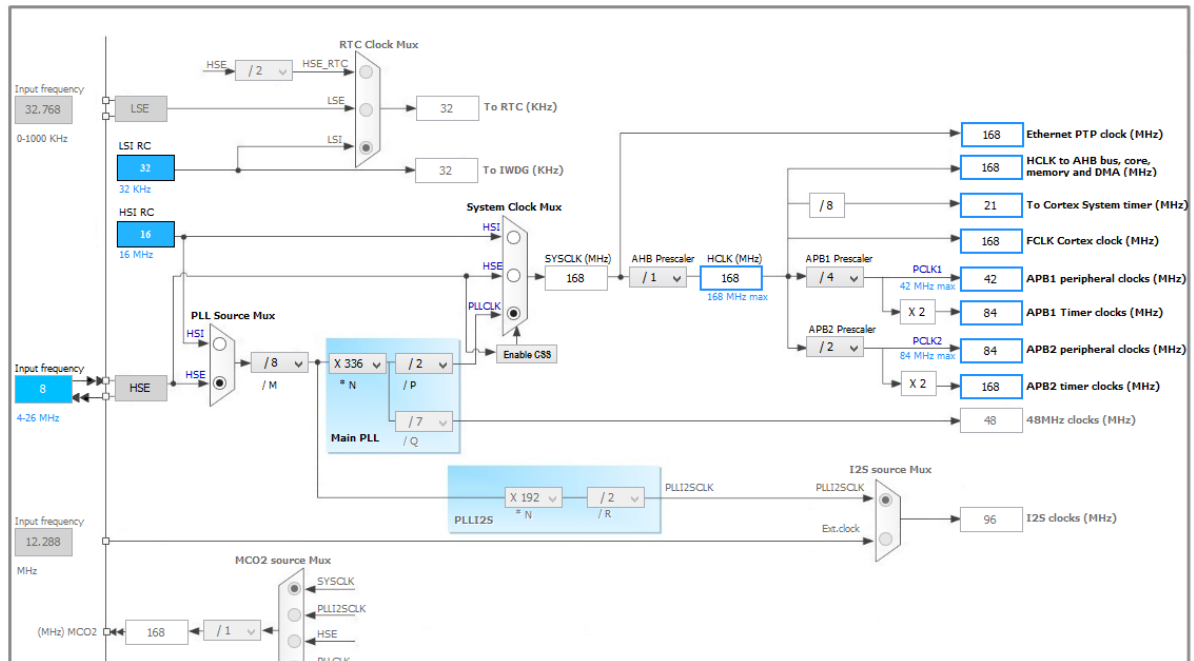 RTC Clock Mux
HSE
/ 2
HSE_RTC
Input frequency
32.768
0-1000 KHz
LSE
LSE
32
To RTC (KHz)
LSI RC
LSI
32
32 KHz
32
To IWDG (KHz)
HSI RC
16
16 MHz
System Clock Mux
HSI
HSE
PLLCLK
Enable CSS
SYSCLK (MHz)
168
AHB Prescaler
/ 1
HCLK (MHz)
168
168 MHz max
168
Ethernet PTP clock (MHz)
168
HCLK to AHB bus, core,
memory and DMA (MHz)
/ 8
21
To Cortex System timer (MHz)
168
FCLK Cortex clock (MHz)
APB1 Prescaler
/ 4
PCLK1
42 MHz max
42
APB1 peripheral clocks (MHz)
X 2
84
APB1 Timer clocks (MHz)
APB2 Prescaler
/ 2
PCLK2
84 MHz max
84
APB2 peripheral clocks (MHz)
X 2
168
APB2 timer clocks (MHz)
PLL Source Mux
HSI
HSE
Input frequency
8
4-26 MHz
HSE
/ 8
/ M
X 336
* N
/ 2
/ P
/ 7
/ Q
Main PLL
48
48MHz clocks (MHz)
PLLI2S
X 192
* N
/ 2
/ R
PLLI2SCLK
I2S source Mux
PLLI2SCLK
Ext.clock
96
I2S clocks (MHz)
Input frequency
12.288
MHz
MCO2 source Mux
SYSCLK
PLLI2SCLK
HSE
PLLCLK
(MHz) MCO2
168
/ 1